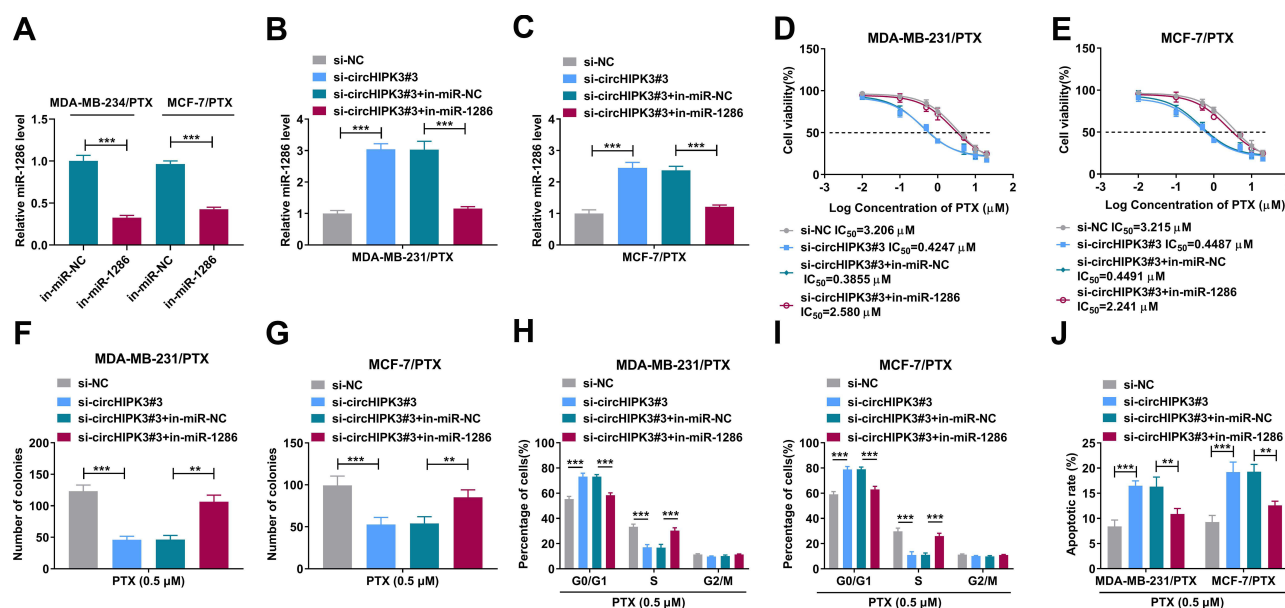 A
MDA-MB-234/PTX MCF-7/PTX
Relative miR-1286 level
1.5
1.0
0.5
0.0
*** ***
in-miR-NC
in-miR-1286
in-miR-NC
in-miR-1286
B
si-NC
si-circHIPK3#3
si-circHIPK3#3+in-miR-NC
si-circHIPK3#3+in-miR-1286
Relative miR-1286 level
4
3
2
1
0
*** ***
MDA-MB-231/PTX
C
si-NC
si-circHIPK3#3
si-circHIPK3#3+in-miR-NC
si-circHIPK3#3+in-miR-1286
Relative miR-1286 level
4
3
2
1
0
*** ***
MCF-7/PTX
D
MDA-MB-231/PTX
Cell viability(%)
150
100
50
0
-3 -2 -1 0 1 2
Log Concentration of PTX (μM)
si-NC IC50=3.206 μM
si-circHIPK3#3 IC50=0.4247 μM
si-circHIPK3#3+in-miR-NC
IC50=0.3855 μM
si-circHIPK3#3+in-miR-1286
IC50=2.580 μM
E
MCF-7/PTX
Cell viability(%)
150
100
50
0
-3 -2 -1 0 1 2
Log Concentration of PTX (μM)
si-NC IC50=3.215 μM
si-circHIPK3#3 IC50=0.4487 μM
si-circHIPK3#3+in-miR-NC
IC50=0.4491 μM
si-circHIPK3#3+in-miR-1286
IC50=2.241 μM
F
MDA-MB-231/PTX
si-NC
si-circHIPK3#3
si-circHIPK3#3+in-miR-NC
si-circHIPK3#3+in-miR-1286
Number of colonies
150
100
50
0
*** **
PTX (0.5 μM)
G
MCF-7/PTX
si-NC
si-circHIPK3#3
si-circHIPK3#3+in-miR-NC
si-circHIPK3#3+in-miR-1286
Number of colonies
150
100
50
0
*** **
PTX (0.5 μM)
H
MDA-MB-231/PTX
si-NC
si-circHIPK3#3
si-circHIPK3#3+in-miR-NC
si-circHIPK3#3+in-miR-1286
Percentage of cells(%)
100
80
60
40
20
0
*** ***
*** ***
G0/G1 S G2/M
PTX (0.5 μM)
I
MCF-7/PTX
si-NC
si-circHIPK3#3
si-circHIPK3#3+in-miR-NC
si-circHIPK3#3+in-miR-1286
Percentage of cells(%)
100
80
60
40
20
0
*** ***
*** ***
G0/G1 S G2/M
PTX (0.5 μM)
J
si-NC
si-circHIPK3#3
si-circHIPK3#3+in-miR-NC
si-circHIPK3#3+in-miR-1286
Apoptotic rate (%)
25
20
15
10
5
0
*** ** *** **
MDA-MB-231/PTX MCF-7/PTX
PTX (0.5 μM)